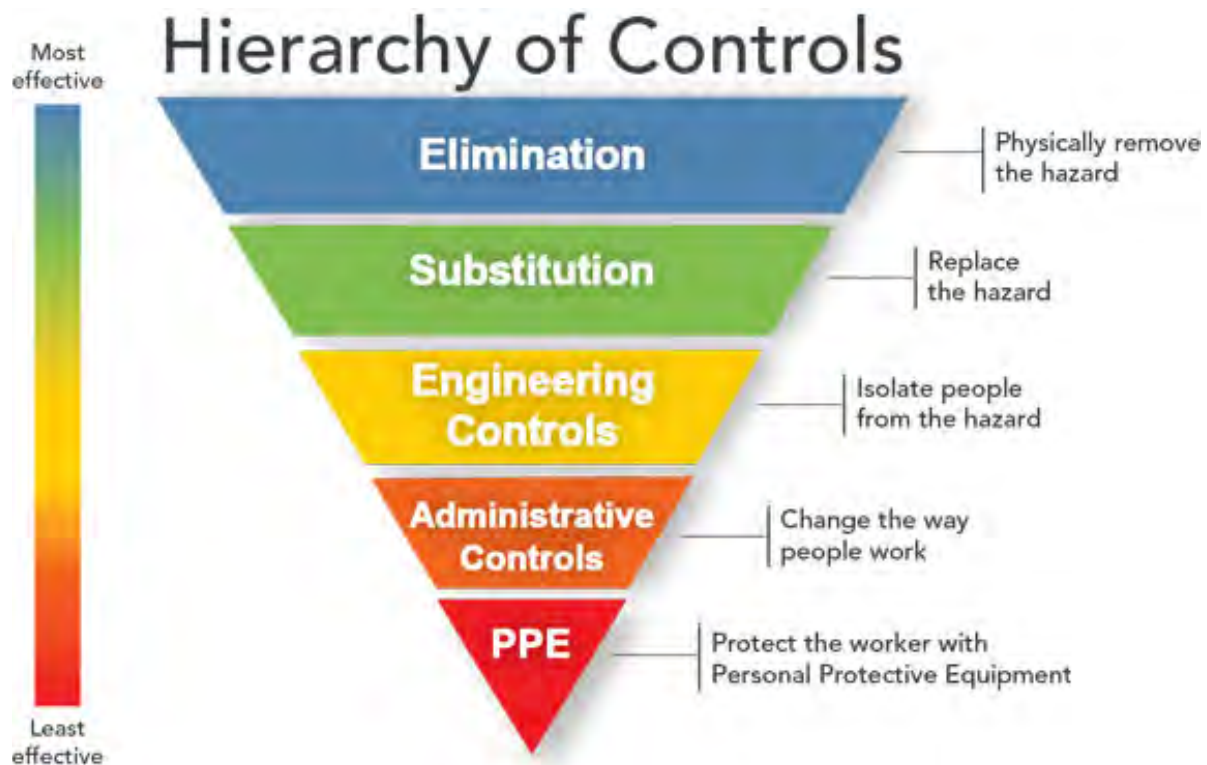 Hierarchy of Controls
Most
effective
Elimination
Physically remove
the hazard
Substitution
Replace
the hazard
Engineering
Controls
Isolate people
from the hazard
Administrative
Controls
Change the way
people work
PPE
Protect the worker with
Personal Protective Equipment
Least
effective